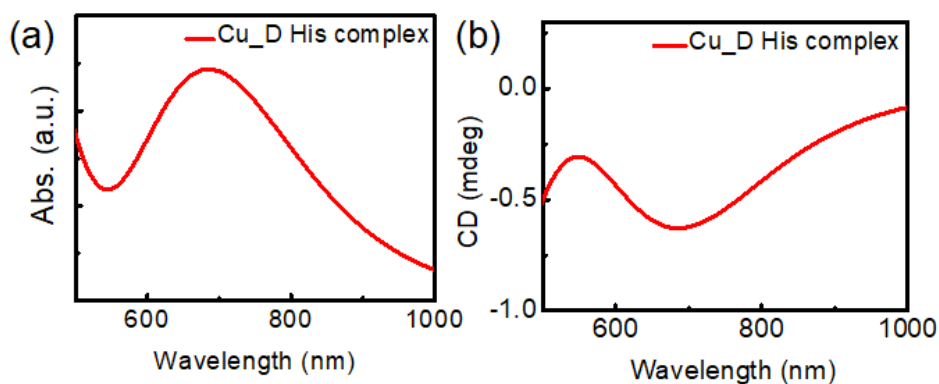 (a)
Cu_D His complex
Abs. (a.u.)
600
800
1000
Wavelength (nm)
(b)
Cu_D His complex
0.0
-0.5
-1.0
CD (mdeg)
600
800
1000
Wavelength (nm)